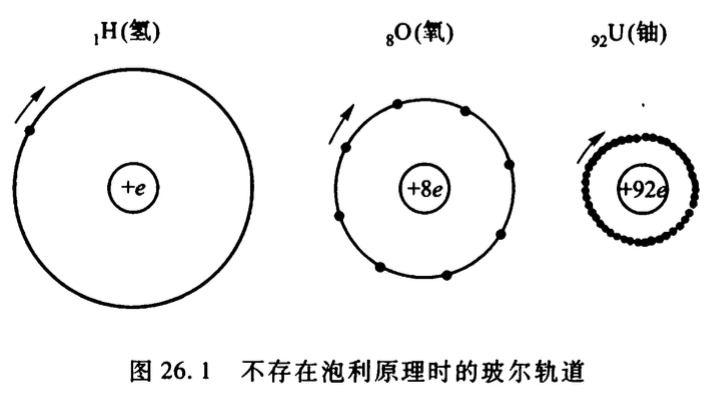 ₁H(氢) ₈O(氧) ₉₂U(铀)
+e +8e +92e
图 26.1 不存在泡利原理时的玻尔轨道